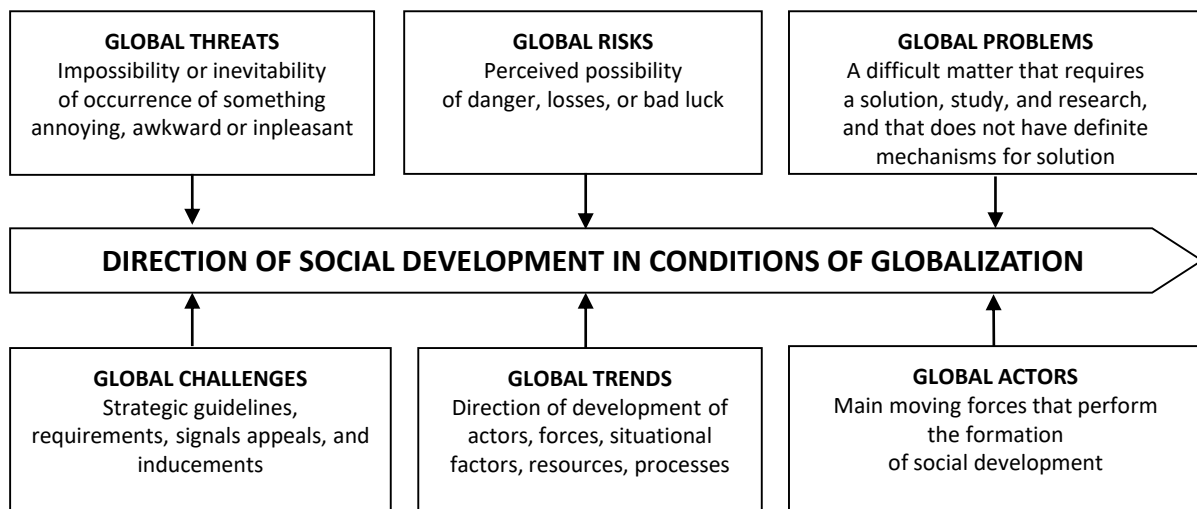 GLOBAL THREATS
Impossibility or inevitability
of occurrence of something
annoying, awkward or inpleasant
GLOBAL RISKS
Perceived possibility
of danger, losses, or bad luck
GLOBAL PROBLEMS
A difficult matter that requires
a solution, study, and research,
and that does not have definite
mechanisms for solution
DIRECTION OF SOCIAL DEVELOPMENT IN CONDITIONS OF GLOBALIZATION
GLOBAL CHALLENGES
Strategic guidelines,
requirements, signals appeals, and
inducements
GLOBAL TRENDS
Direction of development of
actors, forces, situational
factors, resources, processes
GLOBAL ACTORS
Main moving forces that perform
the formation
of social development